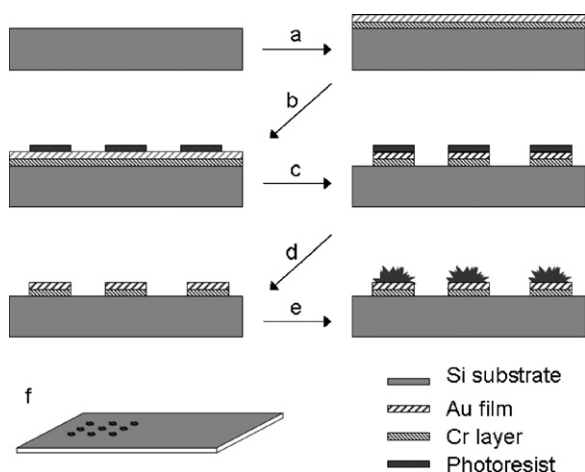 a
b
c
d
e
f
Si substrate
Au film
Cr layer
Photoresist